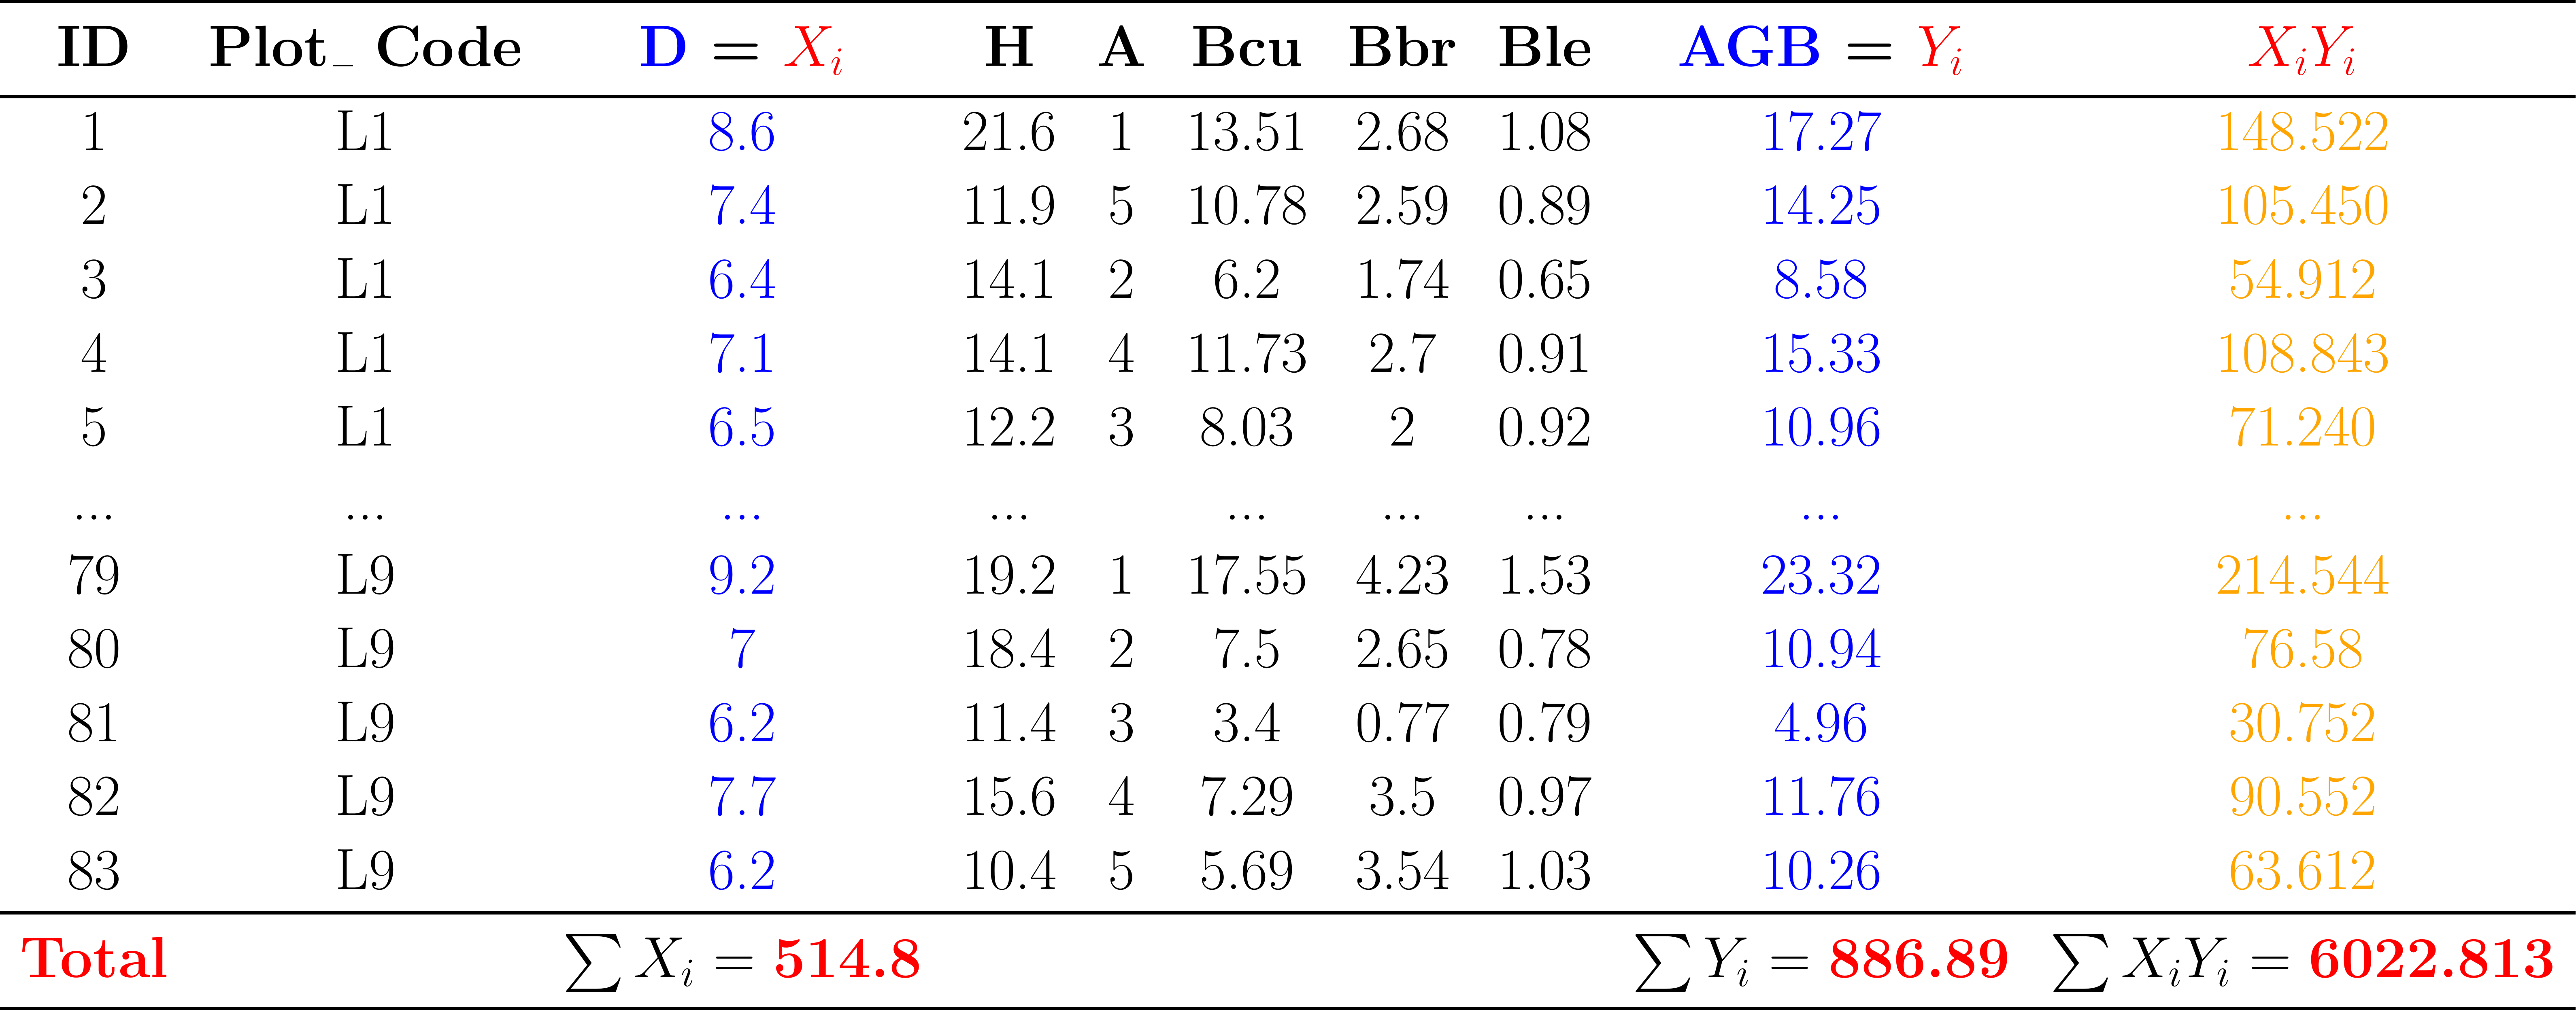 ID Plot_ Code D = Xᵢ H A Bcu Bbr Ble AGB = Yᵢ XᵢYᵢ
1 L1 8.6 21.6 1 13.51 2.68 1.08 17.27 148.522
2 L1 7.4 11.9 5 10.78 2.59 0.89 14.25 105.450
3 L1 6.4 14.1 2 6.2 1.74 0.65 8.58 54.912
4 L1 7.1 14.1 4 11.73 2.7 0.91 15.33 108.843
5 L1 6.5 12.2 3 8.03 2 0.92 10.96 71.240
... ... ... ... ... ... ... ... ...
79 L9 9.2 19.2 1 17.55 4.23 1.53 23.32 214.544
80 L9 7 18.4 2 7.5 2.65 0.78 10.94 76.58
81 L9 6.2 11.4 3 3.4 0.77 0.79 4.96 30.752
82 L9 7.7 15.6 4 7.29 3.5 0.97 11.76 90.552
83 L9 6.2 10.4 5 5.69 3.54 1.03 10.26 63.612
Total ∑ Xᵢ = 514.8 ∑ Yᵢ = 886.89 ∑ XᵢYᵢ = 6022.813